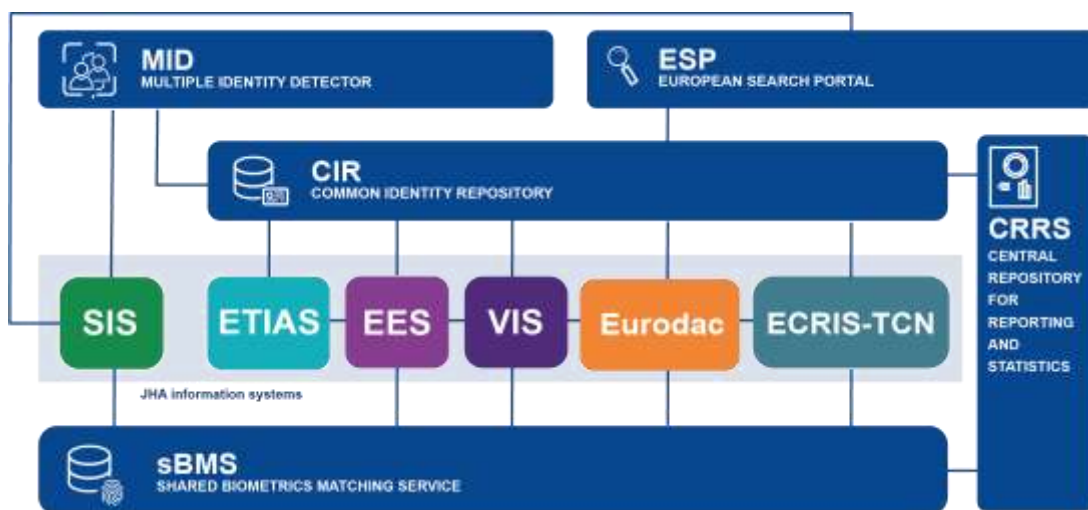 MID
MULTIPLE IDENTITY DETECTOR
ESP
EUROPEAN SEARCH PORTAL
CIR
COMMON IDENTITY REPOSITORY
CRRS
CENTRAL
REPOSITORY
FOR
REPORTING
AND
STATISTICS
SIS
ETIAS
EES
VIS
Eurodac
ECRIS-TCN
JHA information systems
sBMS
SHARED BIOMETRICS MATCHING SERVICE